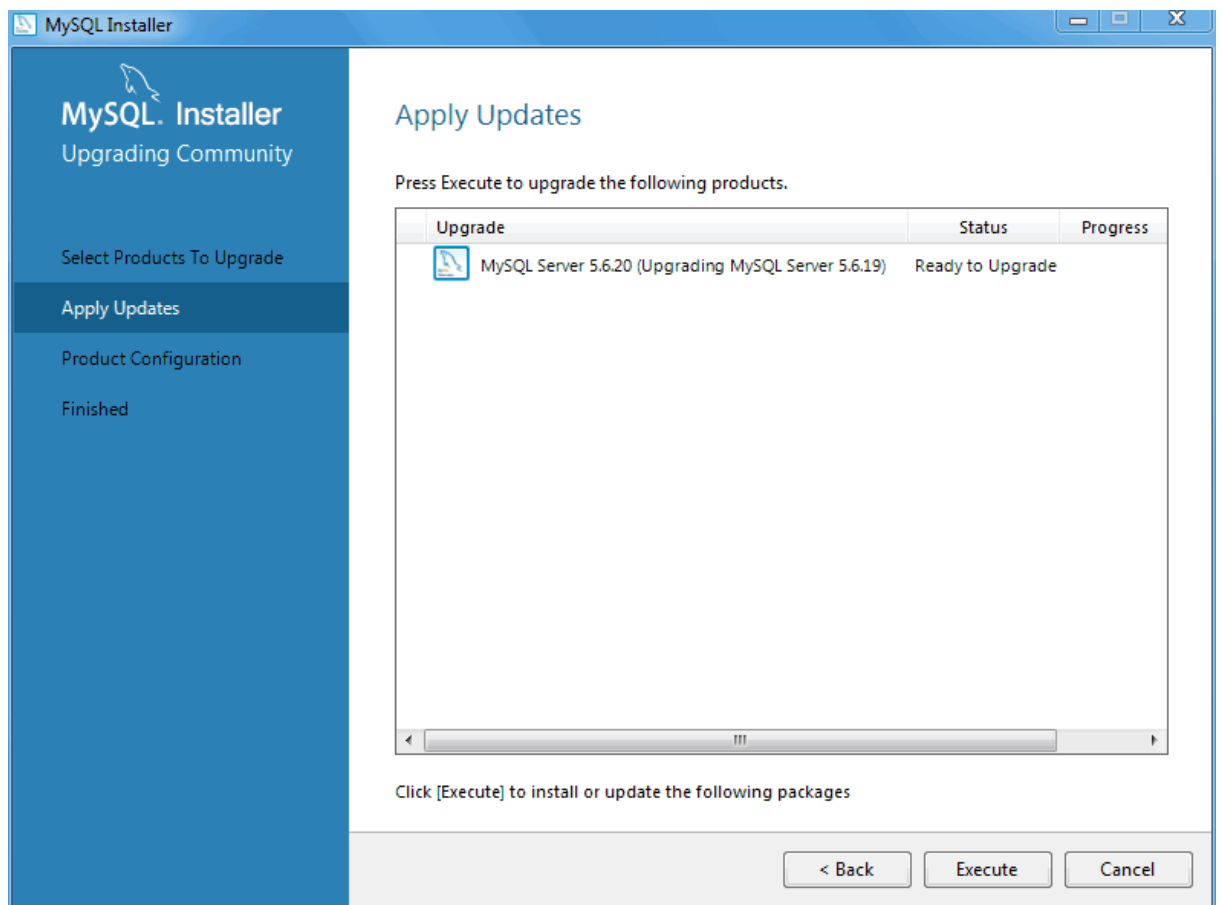 MySQL Installer
MySQL. Installer
Upgrading Community
Select Products To Upgrade
Apply Updates
Product Configuration
Finished
Apply Updates
Press Execute to upgrade the following products.
Upgrade Status Progress
MySQL Server 5.6.20 (Upgrading MySQL Server 5.6.19) Ready to Upgrade
Click [Execute] to install or update the following packages
< Back Execute Cancel